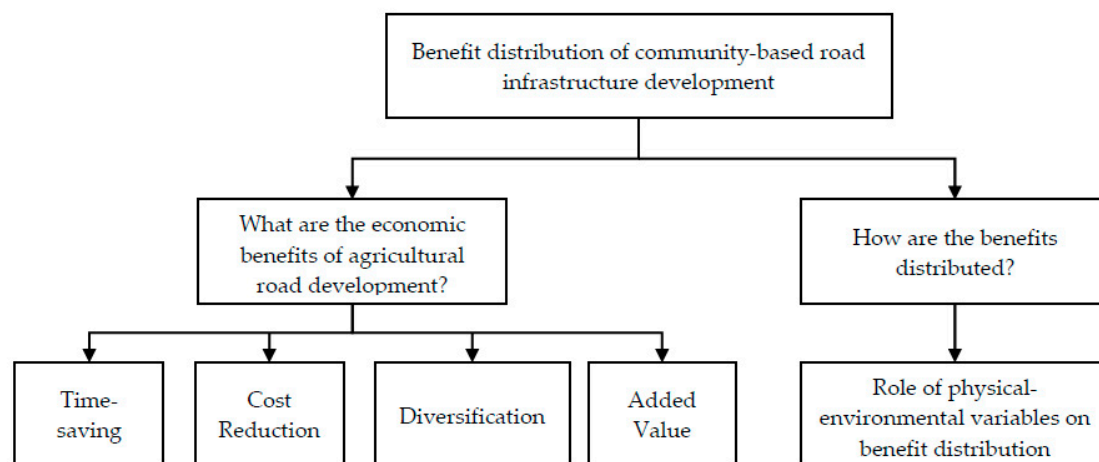 Benefit distribution of community-based road
infrastructure development
What are the economic
benefits of agricultural
road development?
How are the benefits
distributed?
Time-
saving
Cost
Reduction
Diversification
Added
Value
Role of physical-
environmental variables on
benefit distribution